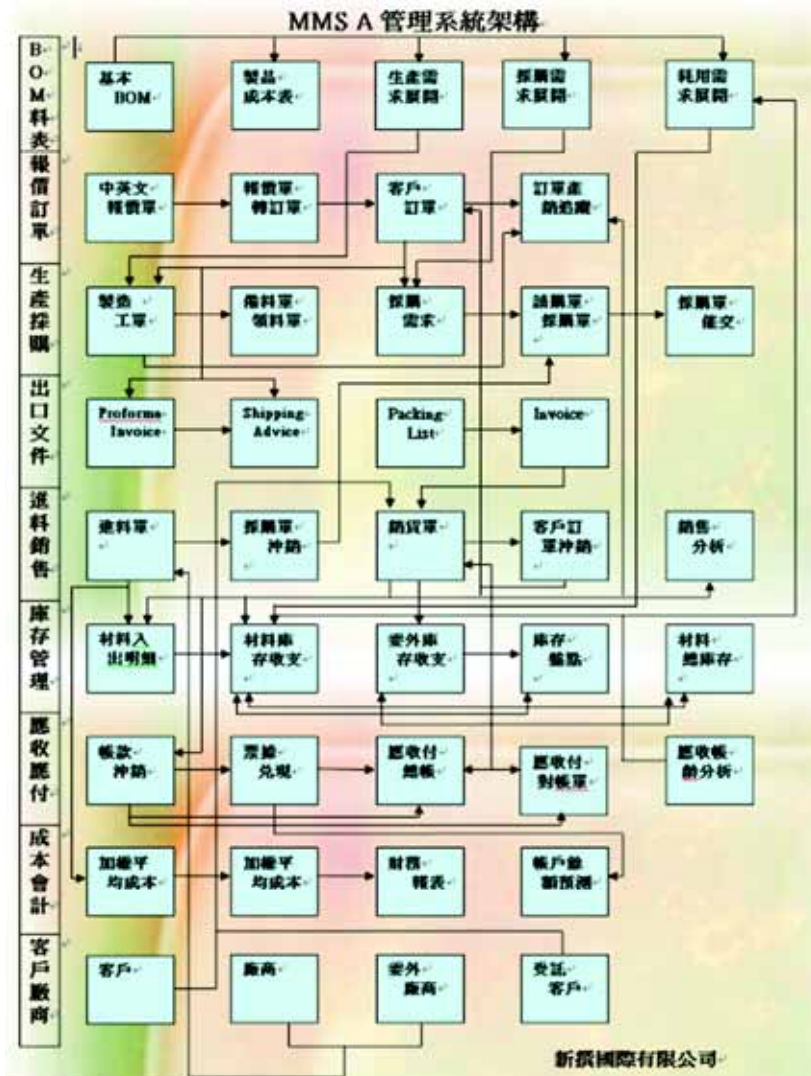 MMS A 管理系統架構
BOM料表
基本
BOM
製品
成本表
生產需
求展開
採購需
求展開
耗用需
求展開
報價訂單
中英文
報價單
報價單
轉訂單
客戶
訂單
訂單產
銷追蹤
生產採購
製造
工單
備料單
領料單
採購
需求
請購單
採購單
採購單
催交
出口文件
Proforma
Invoice
Shipping
Advice
Packing
List
Invoice
進料銷售
進料單
採購單
沖銷
銷貨單
客戶訂
單沖銷
銷售
分析
庫存管理
材料入
出明細
材料庫
存收支
委外庫
存收支
庫存
盤點
材料
總庫存
應收應付
帳款
沖銷
票據
兌現
應收付
總帳
應收付
對帳單
應收帳
齡分析
成本會計
加權平
均成本
加權平
均成本
財務
報表
帳戶餘
額預測
客戶廠商
客戶
廠商
委外
廠商
受託
客戶
新撰國際有限公司